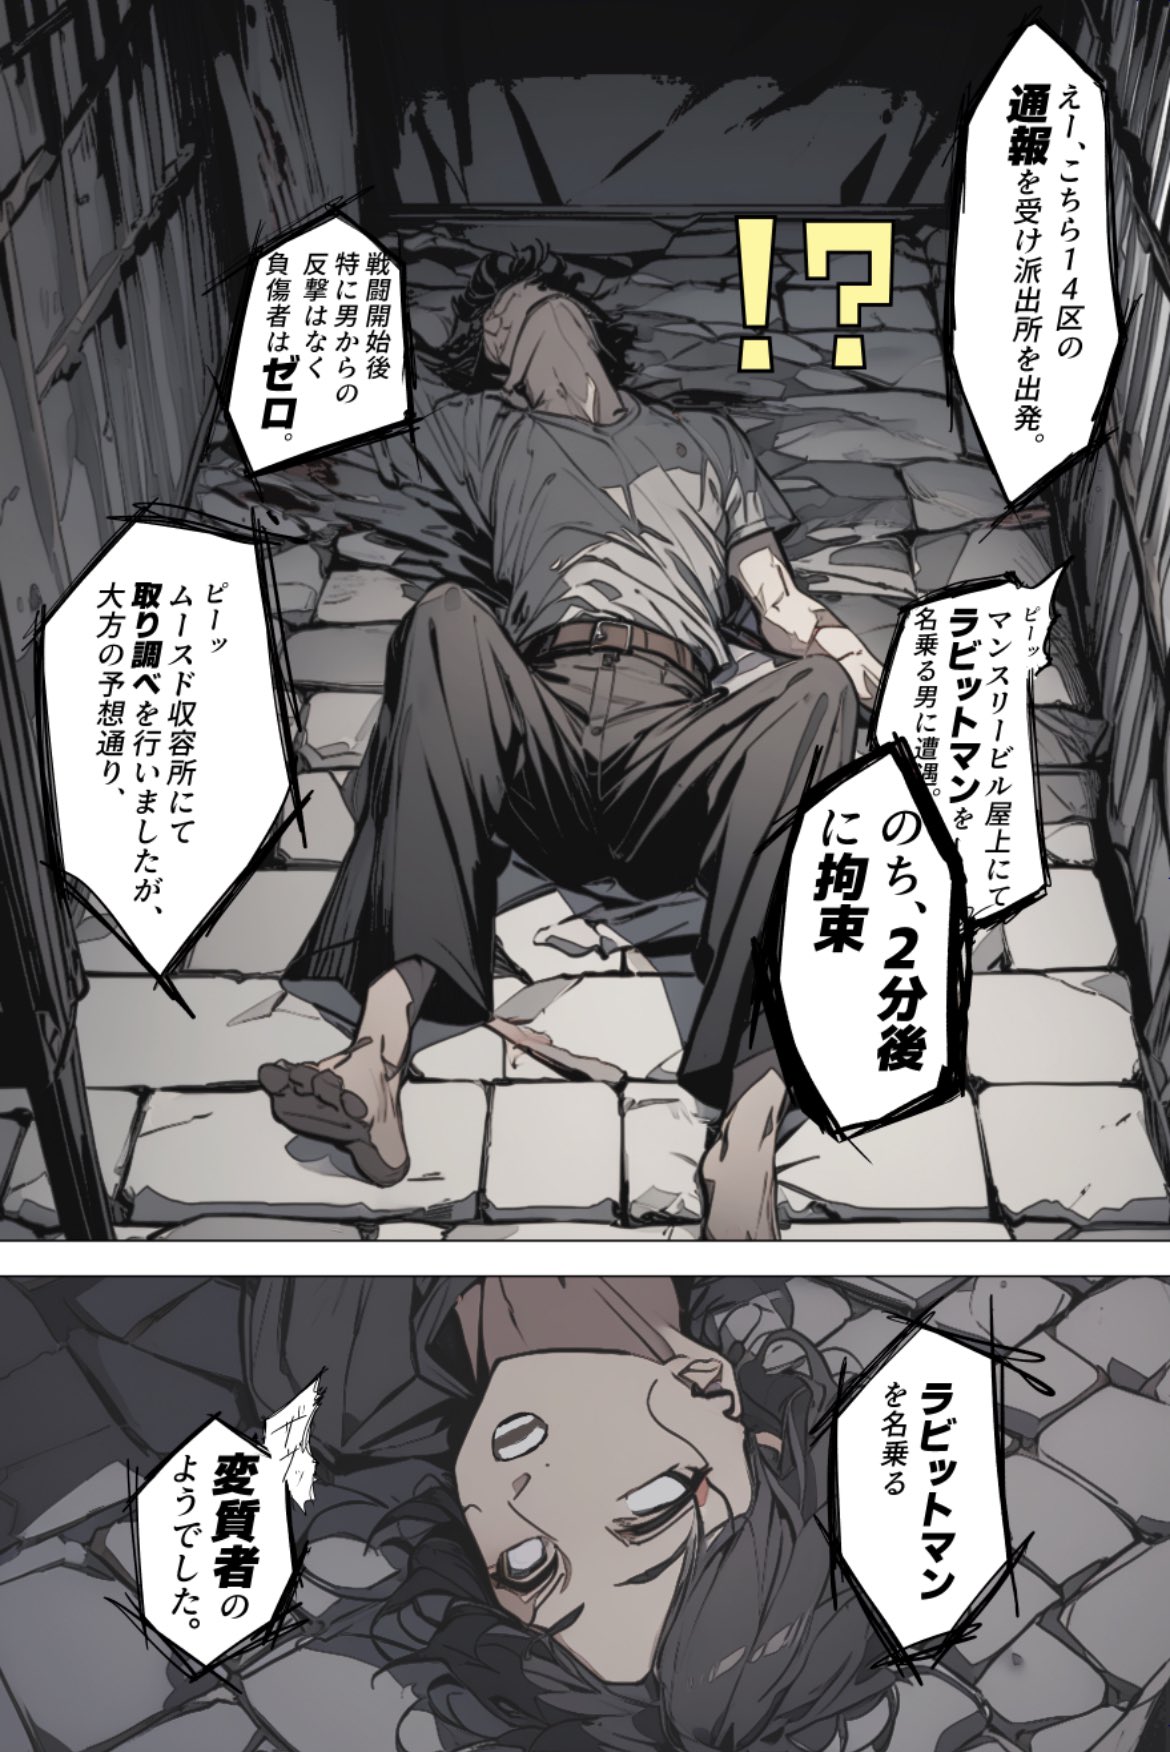 えー、こちら14区の
通報を受け派出所を出発。
!?
ピーッ
マンスリービル屋上にて
ラビットマンを
名乗る男に遭遇。
のち、2分後
に拘束
戦闘開始後
特に男からの
反撃はなく
負傷者はゼロ。
ピーッ
ムースド収容所にて
取り調べを行いましたが、
大方の予想通り、
ラビットマン
を名乗る
変質者の
ようでした。